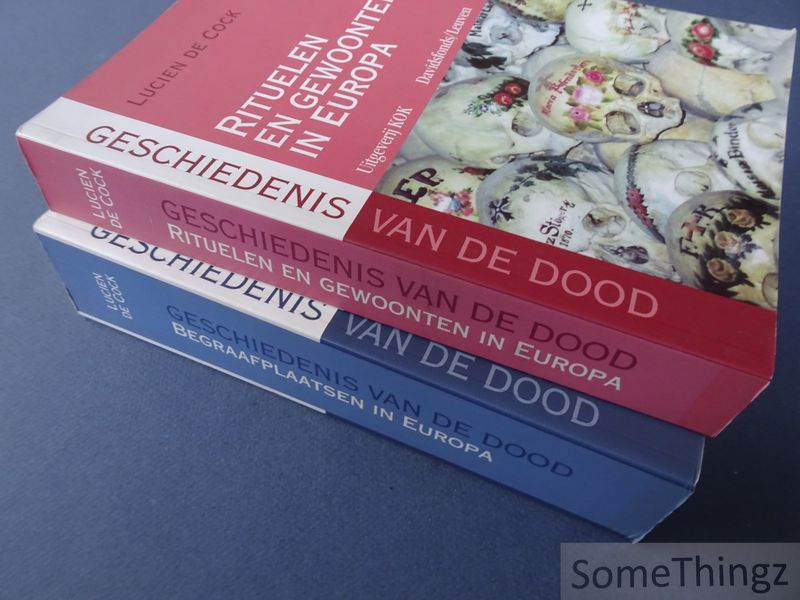 LUCIEN DE COCK
RITUELEN
EN GEWOONTEN
IN EUROPA
Uitgeverij KOK
Davidsfonds/Leuven
GESCHIEDENIS
VAN DE DOOD
LUCIEN
DE COCK
GESCHIEDENIS VAN DE DOOD
RITUELEN EN GEWOONTEN IN EUROPA
GESCHIEDENIS
VAN DE DOOD
LUCIEN
DE COCK
GESCHIEDENIS VAN DE DOOD
BEGRAAFPLAATSEN IN EUROPA
SomeThingz